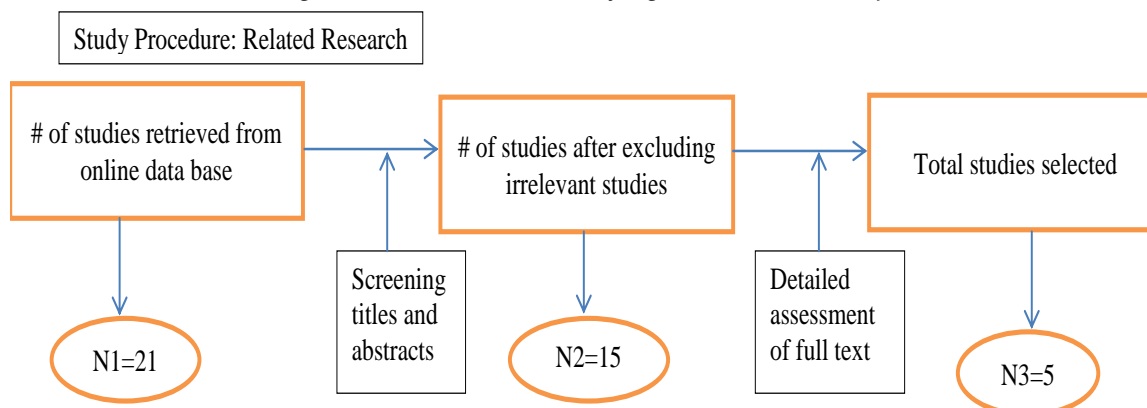 Study Procedure: Related Research
# of studies retrieved from
online data base
# of studies after excluding
irrelevant studies
Total studies selected
Screening
titles and
abstracts
Detailed
assessment
of full text
N1=21
N2=15
N3=5